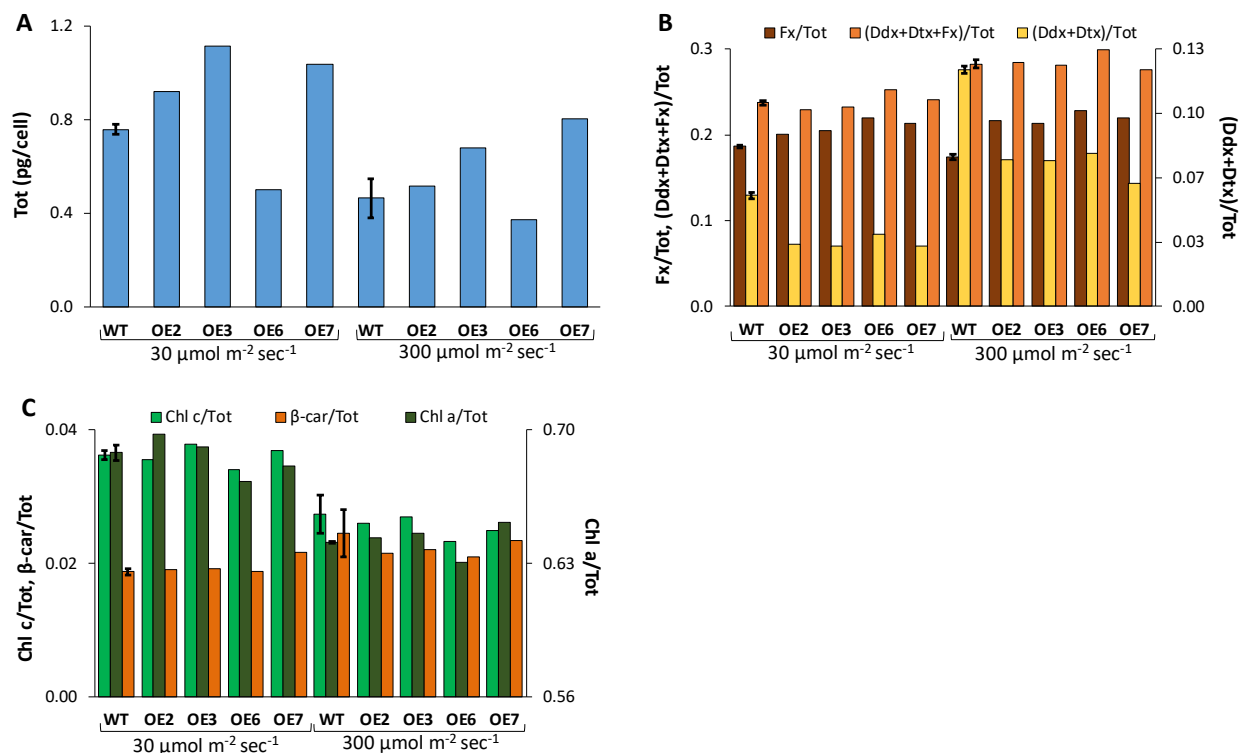 A
Tot (pg/cell)
1.2
0.8
0.4
0.0
WT OE2 OE3 OE6 OE7 WT OE2 OE3 OE6 OE7
30 µmol m⁻² sec⁻¹ 300 µmol m⁻² sec⁻¹
B
Fx/Tot (Ddx+Dtx+Fx)/Tot (Ddx+Dtx)/Tot
Fx/Tot, (Ddx+Dtx+Fx)/Tot
0.3
0.2
0.1
0.0
(Ddx+Dtx)/Tot
0.13
0.10
0.07
0.03
0.00
WT OE2 OE3 OE6 OE7 WT OE2 OE3 OE6 OE7
30 µmol m⁻² sec⁻¹ 300 µmol m⁻² sec⁻¹
C
Chl c/Tot β-car/Tot Chl a/Tot
Chl c/Tot, β-car/Tot
0.04
0.02
0.00
Chl a/Tot
0.70
0.63
0.56
WT OE2 OE3 OE6 OE7 WT OE2 OE3 OE6 OE7
30 µmol m⁻² sec⁻¹ 300 µmol m⁻² sec⁻¹